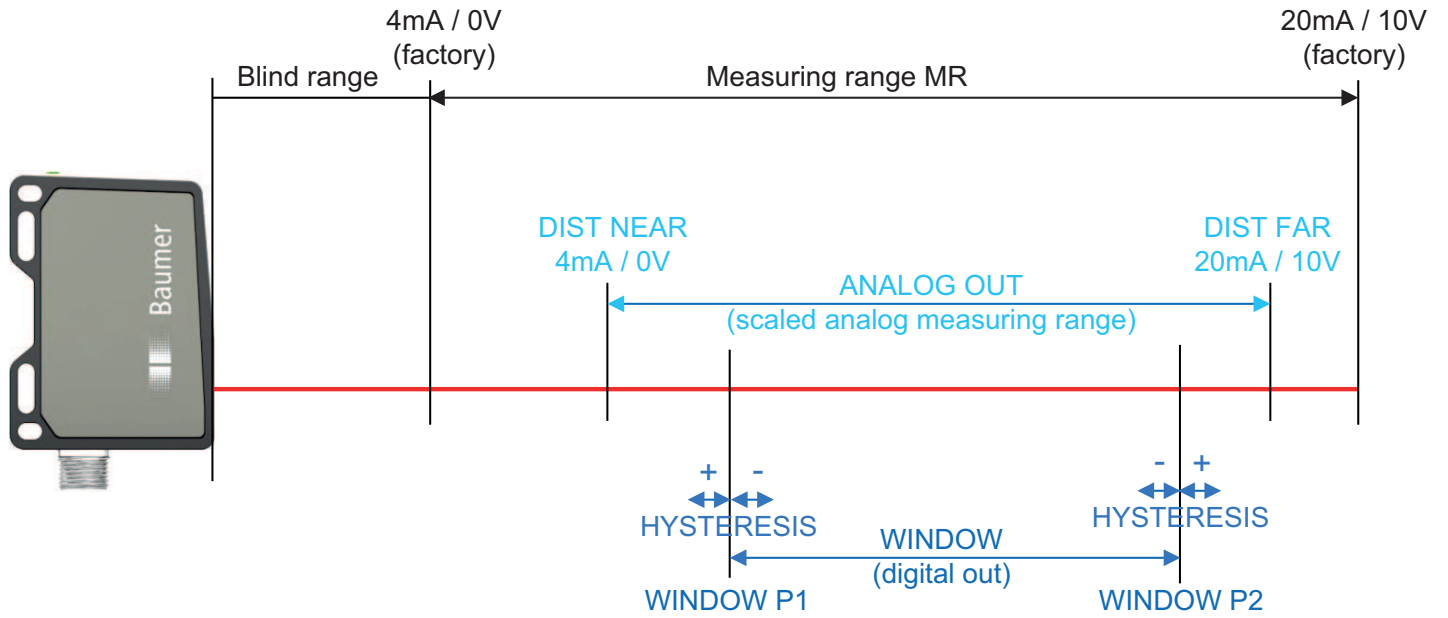 4mA / 0V
(factory)
20mA / 10V
(factory)
Blind range
Measuring range MR
Baumer
DIST NEAR
4mA / 0V
DIST FAR
20mA / 10V
ANALOG OUT
(scaled analog measuring range)
+ -
HYSTERESIS
- +
HYSTERESIS
WINDOW
(digital out)
WINDOW P1
WINDOW P2